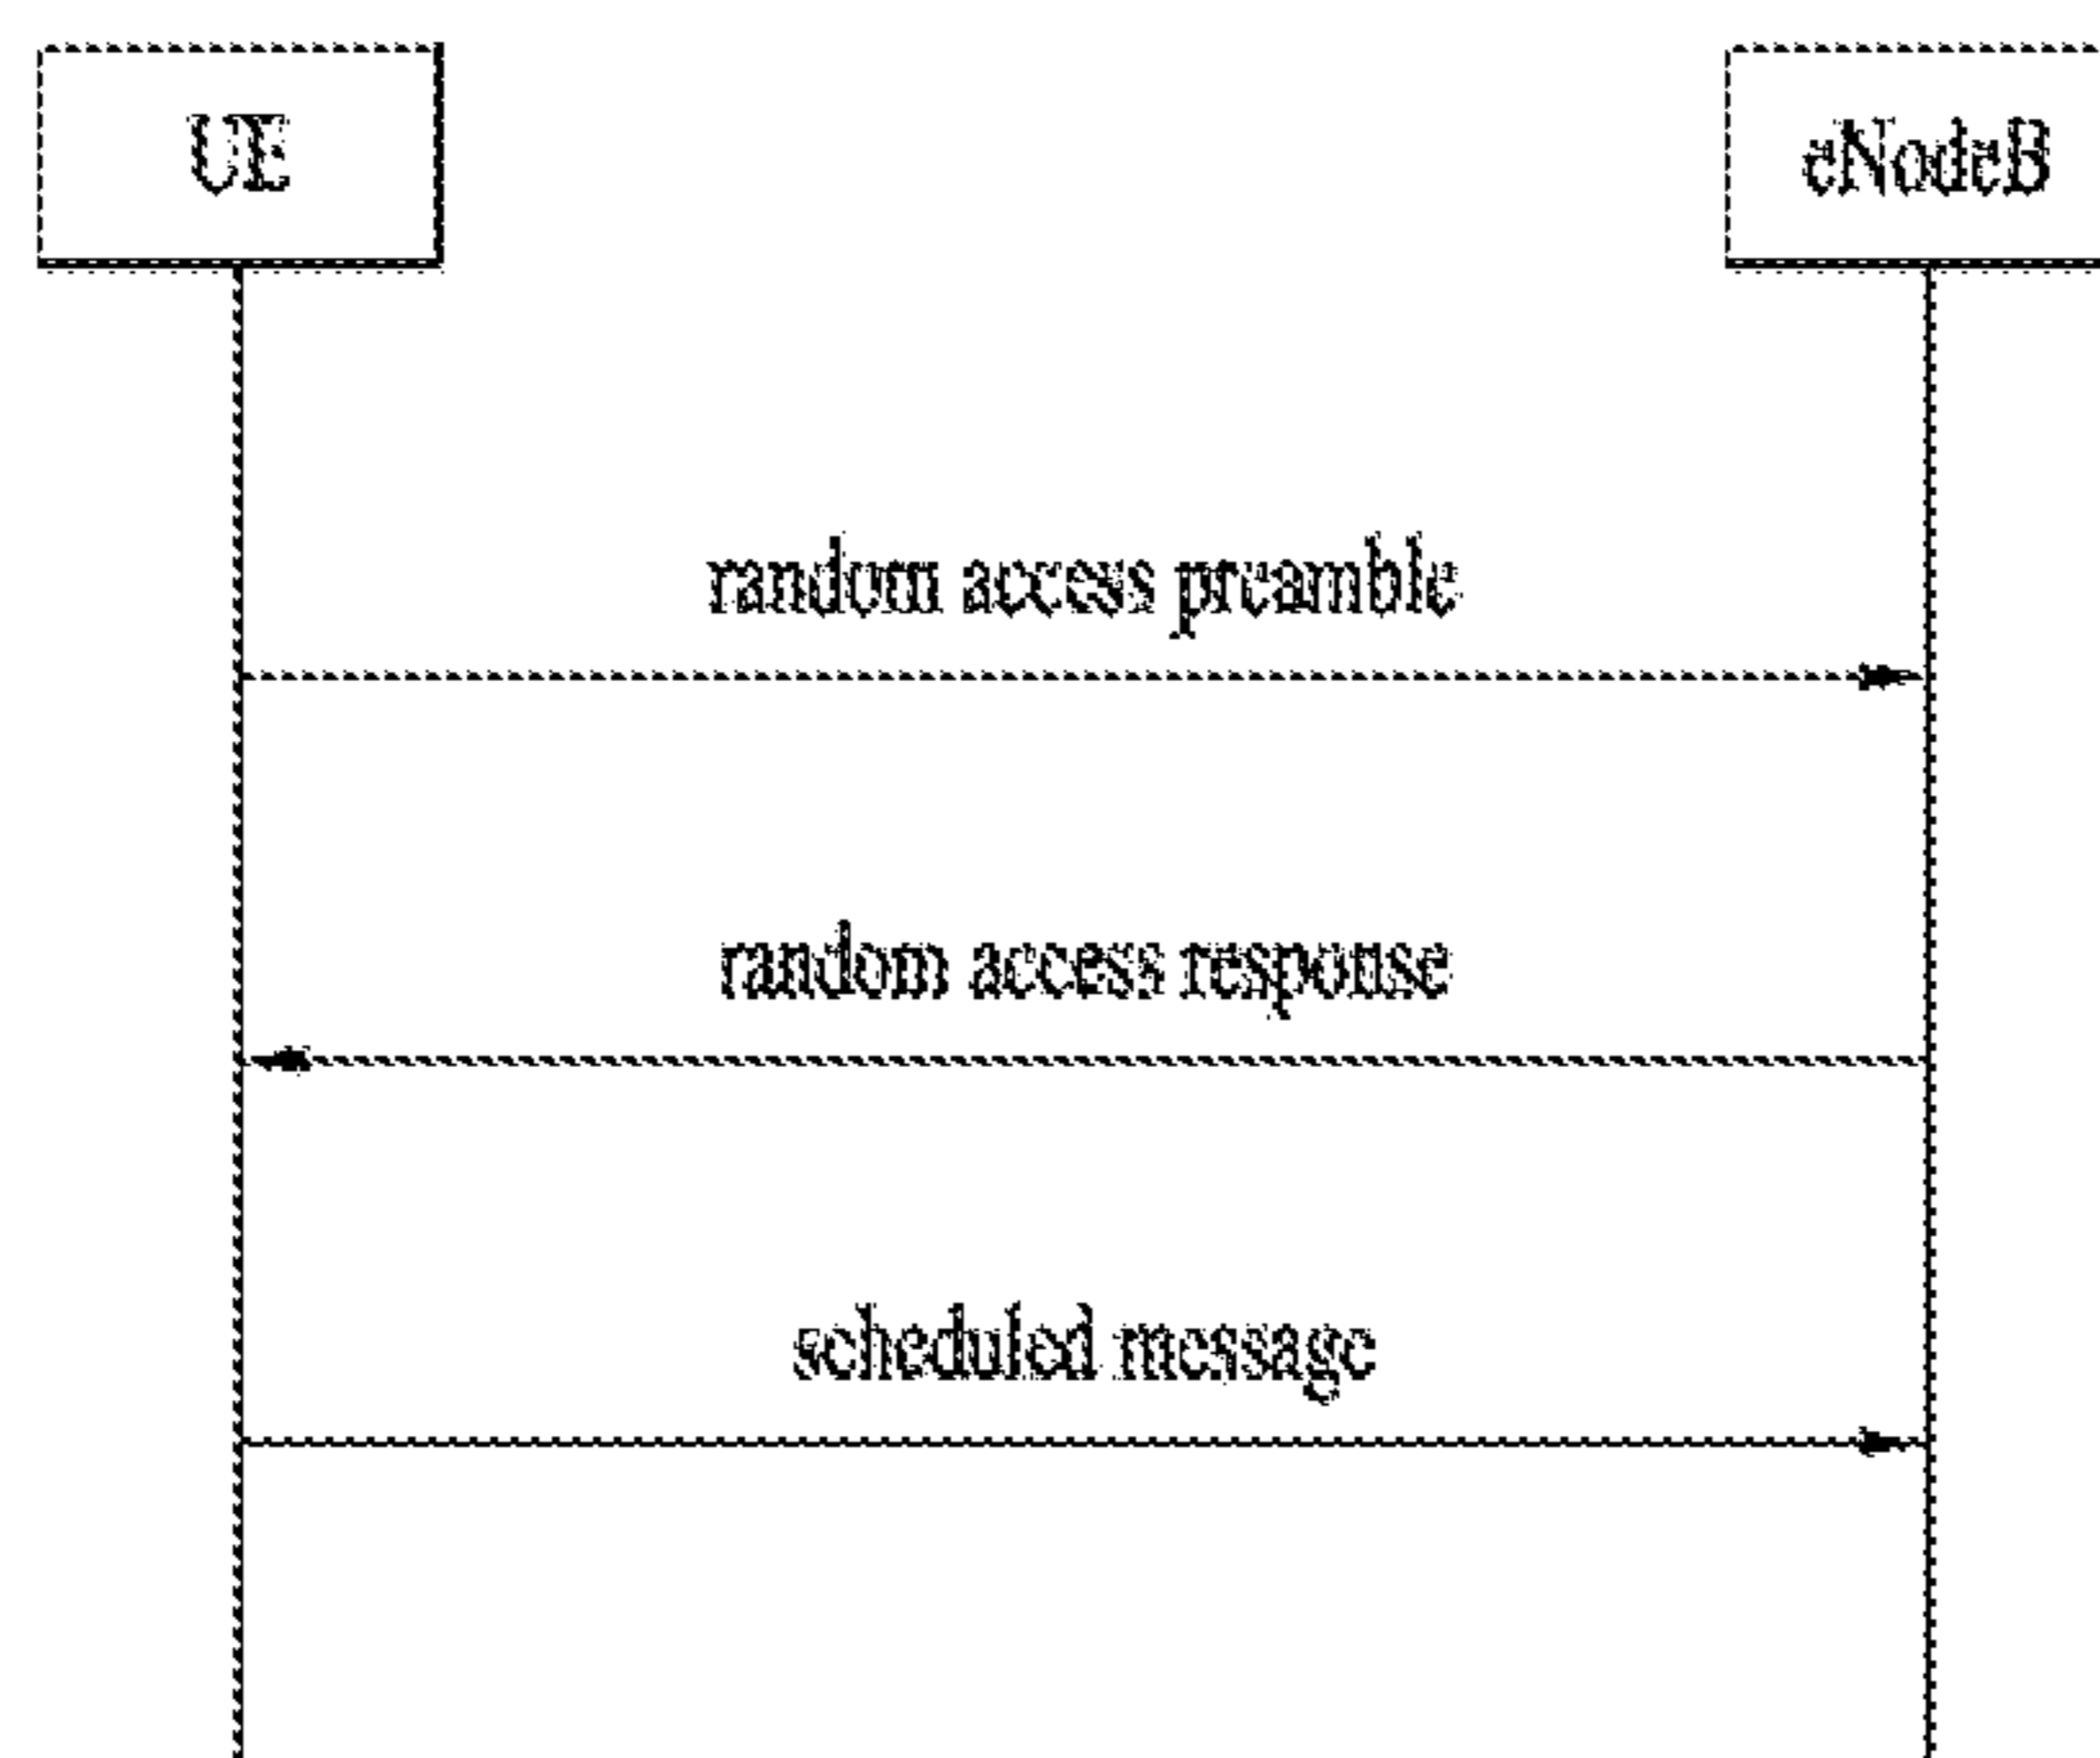 UE
eNodeB
random access preamble
random access response
scheduled message